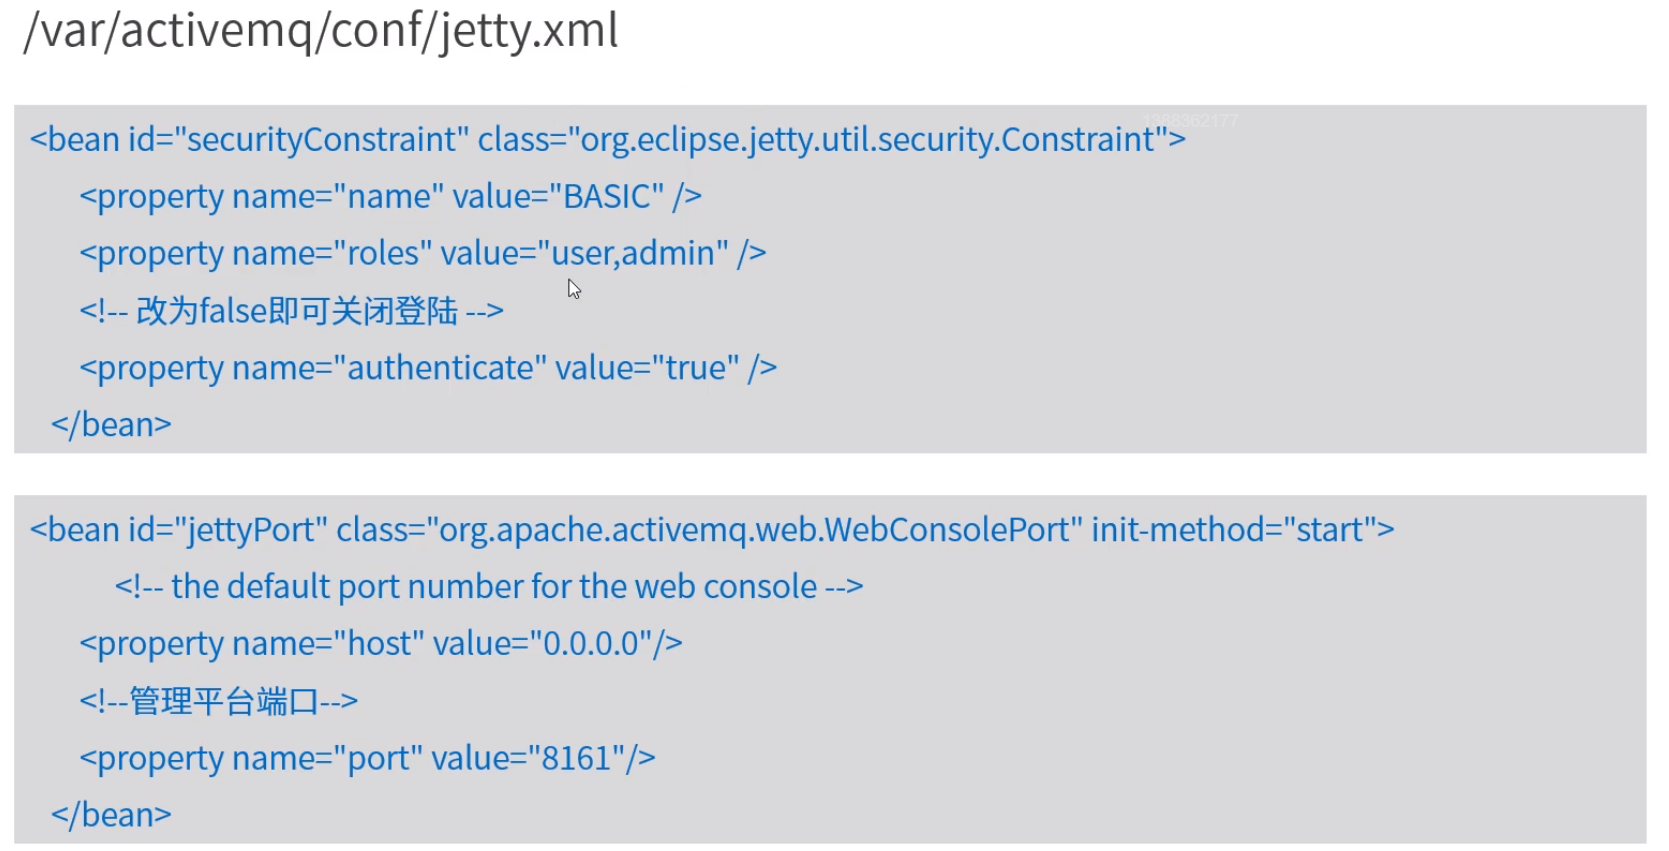 /var/activemq/conf/jetty.xml
1388362177
<bean id="securityConstraint" class="org.eclipse.jetty.util.security.Constraint">
<property name="name" value="BASIC" />
<property name="roles" value="user,admin" />
<!-- 改为false即可关闭登陆 -->
<property name="authenticate" value="true" />
</bean>
<bean id="jettyPort" class="org.apache.activemq.web.WebConsolePort" init-method="start">
<!-- the default port number for the web console -->
<property name="host" value="0.0.0.0"/>
<!--管理平台端口-->
<property name="port" value="8161"/>
</bean>